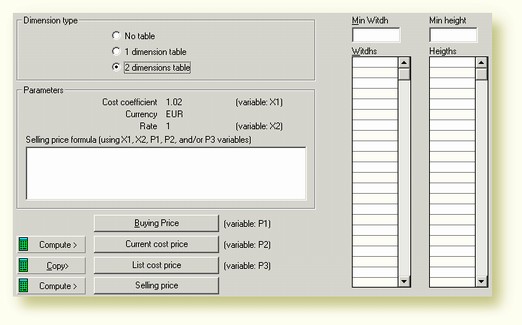 Dimension type
No table
1 dimension table
2 dimensions table
Min Witdh
Min height
Witdhs
Heigths
Parameters
Cost coefficient 1.02 (variable: X1)
Currency EUR
Rate 1 (variable: X2)
Selling price formula (using X1, X2, P1, P2, and/or P3 variables)
Buying Price (variable: P1)
Compute > Current cost price (variable: P2)
Copy> List cost price (variable: P3)
Compute > Selling price